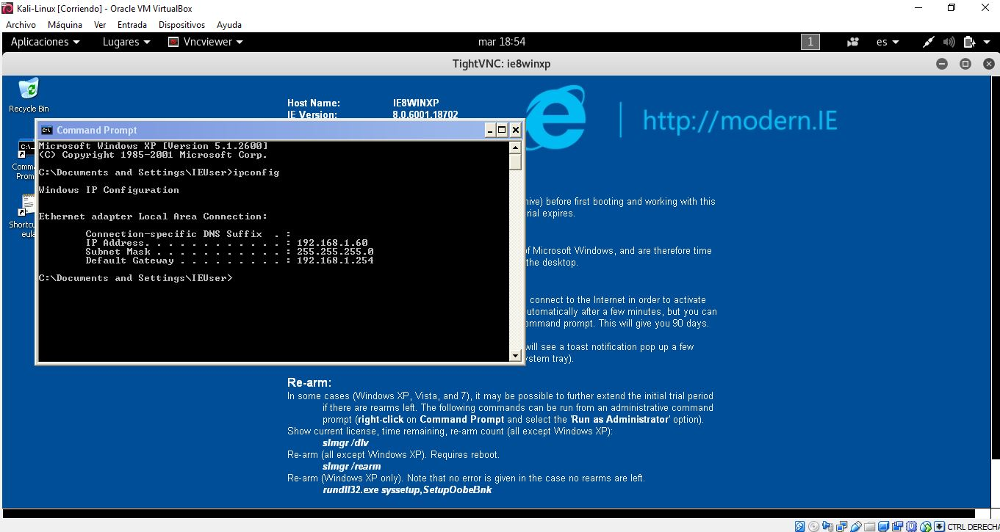 Kali-Linux [Corriendo] - Oracle VM VirtualBox
Archivo Máquina Ver Entrada Dispositivos Ayuda
Aplicaciones Lugares Vncviewer mar 18:54 1 es
TightVNC: ie8winxp
Recycle Bin
Host Name: IE8WINXP
IE Version: 8.0.6001.18702
http://modern.IE
Command Prompt
C:\
Microsoft Windows XP [Version 5.1.2600]
(C) Copyright 1985-2001 Microsoft Corp.
Comma
Prom
C:\Documents and Settings\IEUser>ipconfig
Windows IP Configuration
hive) before first booting and working with this
rial expires.
Ethernet adapter Local Area Connection:
Shortcu
eula
Connection-specific DNS Suffix . :
IP Address. . . . . . . . . . . . : 192.168.1.60
Subnet Mask . . . . . . . . . . . : 255.255.255.0
Default Gateway . . . . . . . . . : 192.168.1.254
of Microsoft Windows, and are therefore time
the desktop.
C:\Documents and Settings\IEUser>
connect to the Internet in order to activate
utomatically after a few minutes, but you can
ommand prompt. This will give you 90 days.
will see a toast notification pop up a few
ystem tray).
Re-arm:
In some cases (Windows XP, Vista, and 7), it may be possible to further extend the initial trial period
if there are rearms left. The following commands can be run from an administrative command
prompt (right-click on Command Prompt and select the 'Run as Administrator' option).
Show current license, time remaining, re-arm count (all except Windows XP):
slmgr /dlv
Re-arm (all except Windows XP). Requires reboot.
slmgr /rearm
Re-arm (Windows XP only). Note that no error is given in the case no rearms are left.
rundll32.exe syssetup,SetupOobeBnk
CTRL DERECHA